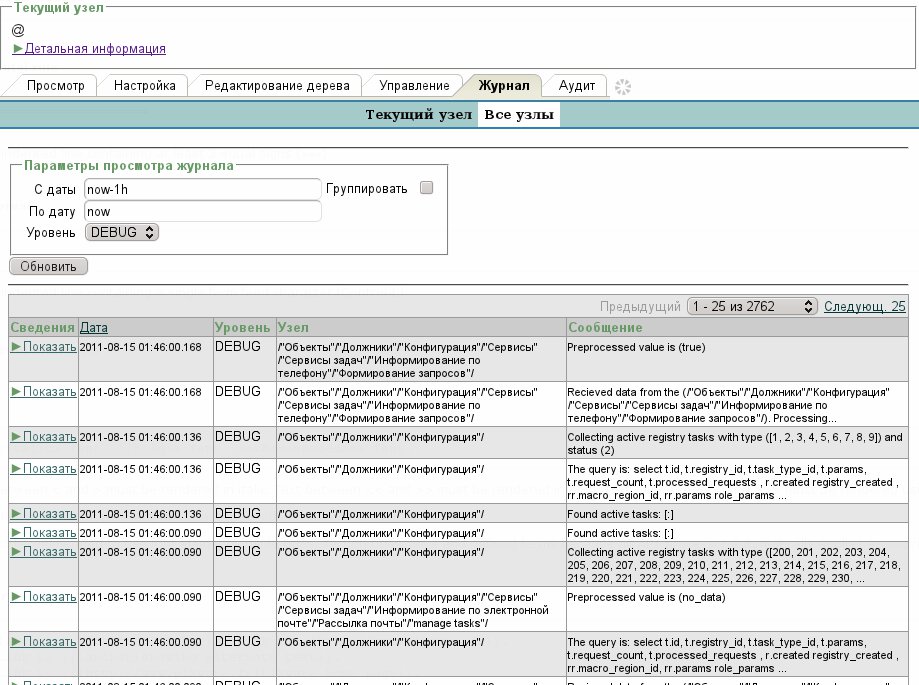 Текущий узел
@
▶Детальная информация
Просмотр Настройка Редактирование дерева Управление Журнал Аудит
Текущий узел Все узлы
Параметры просмотра журнала
С даты now-1h Группировать
По дату now
Уровень DEBUG
Обновить
Предыдущий 1 - 25 из 2762 Следующ. 25
Сведения Дата Уровень Узел Сообщение
▶Показать 2011-08-15 01:46:00.168 DEBUG /"Объекты"/"Должники"/"Конфигурация"/"Сервисы" Preprocessed value is (true)
/"Сервисы задач"/"Информирование по
телефону"/"Формирование запросов"/
▶Показать 2011-08-15 01:46:00.168 DEBUG /"Объекты"/"Должники"/"Конфигурация"/"Сервисы" Recieved data from the (/"Объекты"/"Должники"/"Конфигурация"
/"Сервисы задач"/"Информирование по /"Сервисы"/"Сервисы задач"/"Информирование по
телефону"/"Формирование запросов"/ телефону"/"Формирование запросов"/). Processing...
▶Показать 2011-08-15 01:46:00.136 DEBUG /"Объекты"/"Должники"/"Конфигурация"/ Collecting active registry tasks with type ([1, 2, 3, 4, 5, 6, 7, 8, 9]) and
status (2)
▶Показать 2011-08-15 01:46:00.136 DEBUG /"Объекты"/"Должники"/"Конфигурация"/ The query is: select t.id, t.registry_id, t.task_type_id, t.params,
t.request_count, t.processed_requests , r.created registry_created ,
rr.macro_region_id, rr.params role_params ...
▶Показать 2011-08-15 01:46:00.136 DEBUG /"Объекты"/"Должники"/"Конфигурация"/ Found active tasks: [:]
▶Показать 2011-08-15 01:46:00.090 DEBUG /"Объекты"/"Должники"/"Конфигурация"/ Found active tasks: [:]
▶Показать 2011-08-15 01:46:00.090 DEBUG /"Объекты"/"Должники"/"Конфигурация"/ Collecting active registry tasks with type ([200, 201, 202, 203, 204,
205, 206, 207, 208, 209, 210, 211, 212, 213, 214, 215, 216, 217, 218,
219, 220, 221, 222, 223, 224, 225, 226, 227, 228, 229, 230, ...
▶Показать 2011-08-15 01:46:00.090 DEBUG /"Объекты"/"Должники"/"Конфигурация"/"Сервисы" Preprocessed value is (no_data)
/"Сервисы задач"/"Информирование по электронной
почте"/"Рассылка почты"/"manage tasks"/
▶Показать 2011-08-15 01:46:00.090 DEBUG /"Объекты"/"Должники"/"Конфигурация"/ The query is: select t.id, t.registry_id, t.task_type_id, t.params,
t.request_count, t.processed_requests , r.created registry_created ,
rr.macro_region_id, rr.params role_params ...